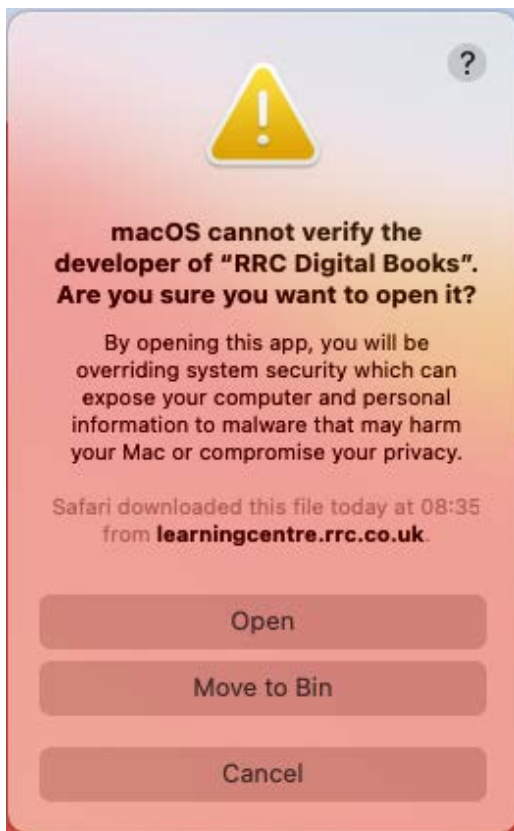 ?
macOS cannot verify the
developer of “RRC Digital Books”.
Are you sure you want to open it?
By opening this app, you will be
overriding system security which can
expose your computer and personal
information to malware that may harm
your Mac or compromise your privacy.
Safari downloaded this file today at 08:35
from learningcentre.rrc.co.uk.
Open
Move to Bin
Cancel